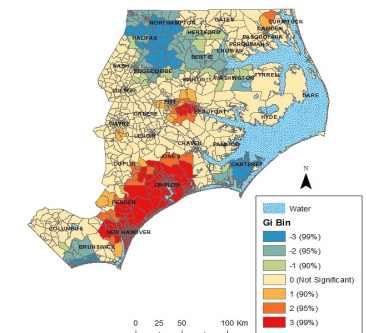 NORTHAMPTON
GATES
CURRITUCK
CAMDEN
HERTFORD
PASQUOTANK
HALIFAX
PERQUIMANS
CHOWAN
BERTIE
NASH
EDGECOMBE
TYRRELL
MARTIN
WASHINGTON
WILSON
DARE
PITT
BEAUFORT
GREENE
HYDE
WAYNE
LENOIR
CRAVEN
PAMLICO
JONES
DUPLIN
CARTERET
ONSLOW
N
PENDER
COLUMBUS
NEW HANOVER
BRUNSWICK
Water
Gi Bin
-3 (99%)
-2 (95%)
-1 (90%)
0 (Not Significant)
1 (90%)
2 (95%)
3 (99%)
0 25 50 100 Km